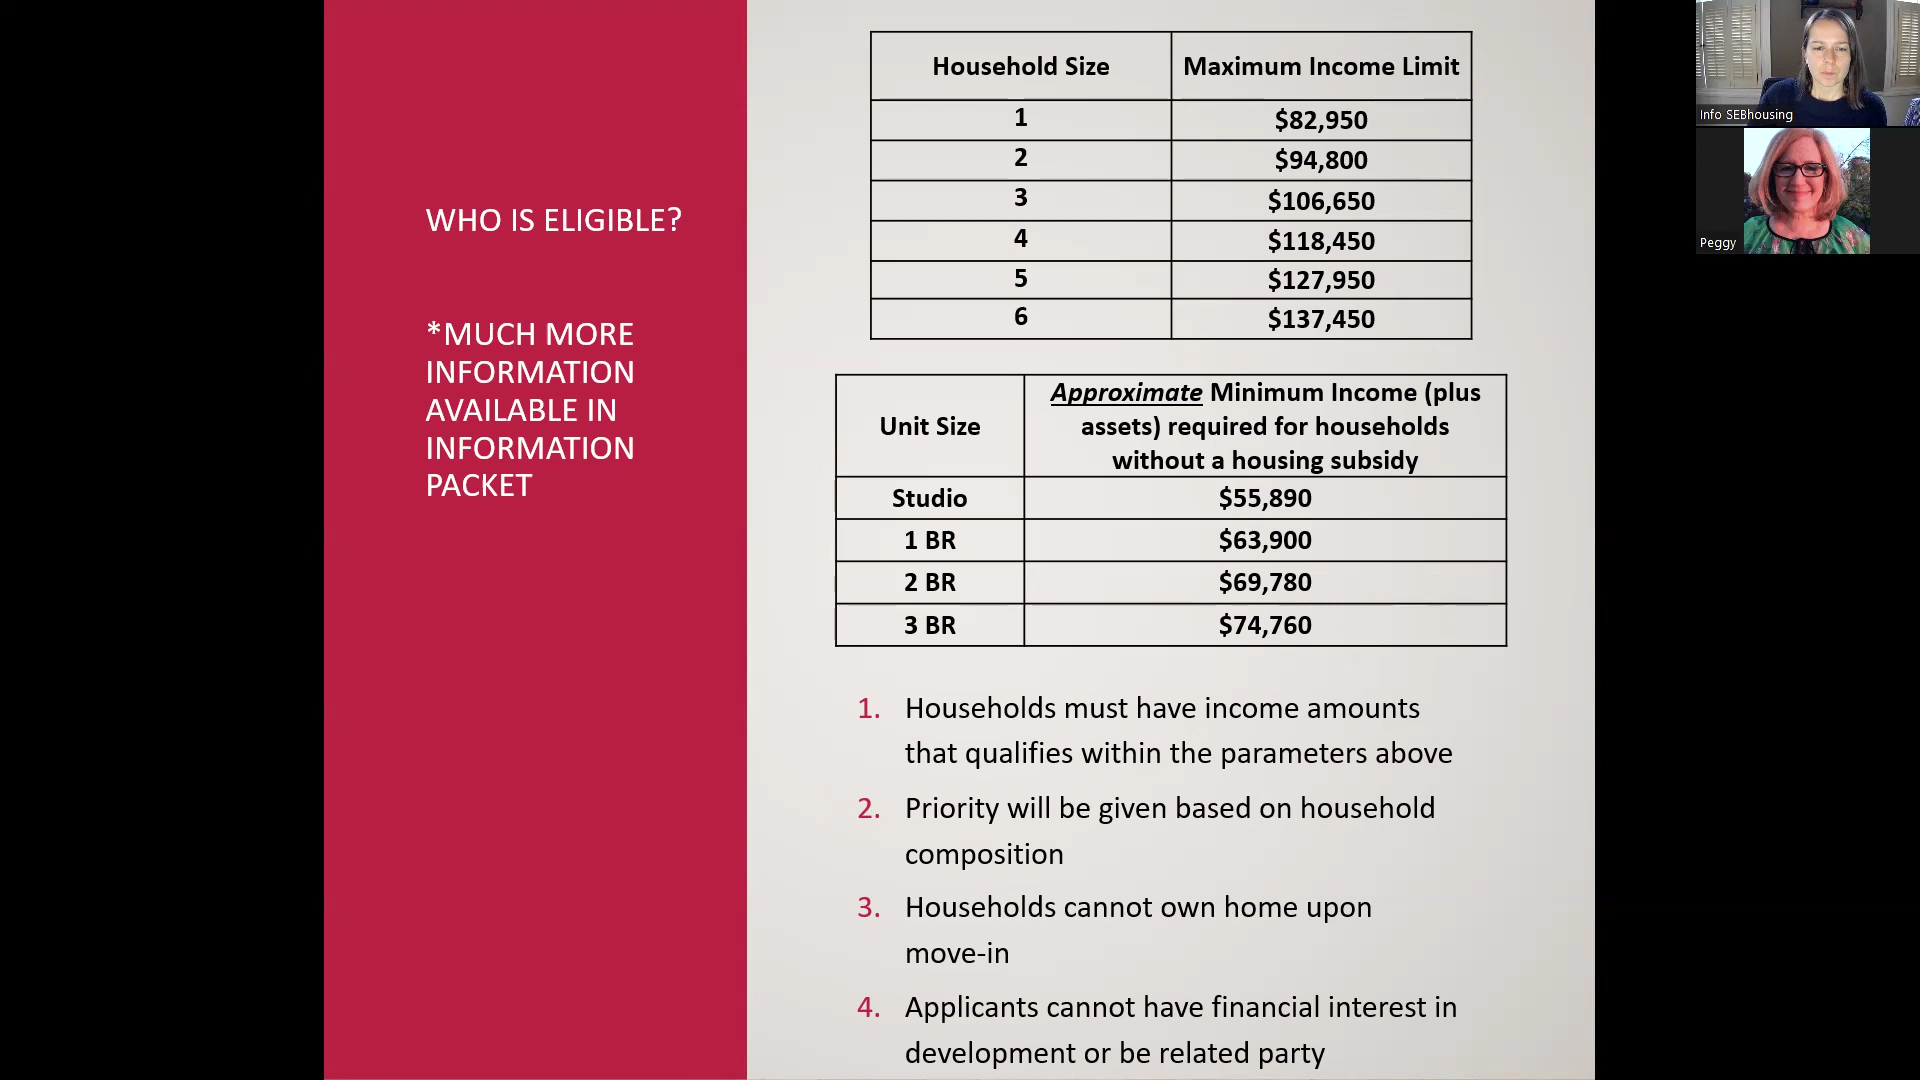 WHO IS ELIGIBLE?
*MUCH MORE
INFORMATION
AVAILABLE IN
INFORMATION
PACKET
Household Size Maximum Income Limit
1 $82,950
2 $94,800
3 $106,650
4 $118,450
5 $127,950
6 $137,450
Unit Size
Approximate Minimum Income (plus
assets) required for households
without a housing subsidy
Studio $55,890
1 BR $63,900
2 BR $69,780
3 BR $74,760
1. Households must have income amounts
that qualifies within the parameters above
2. Priority will be given based on household
composition
3. Households cannot own home upon
move-in
4. Applicants cannot have financial interest in
development or be related party
Info SEBhousing
Peggy